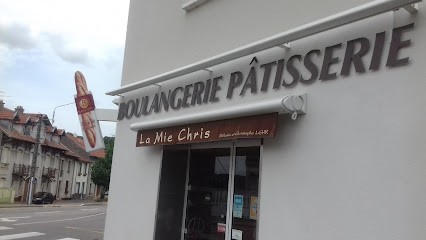 BOULANGERIE PÂTISSERIE
La Mie Chris